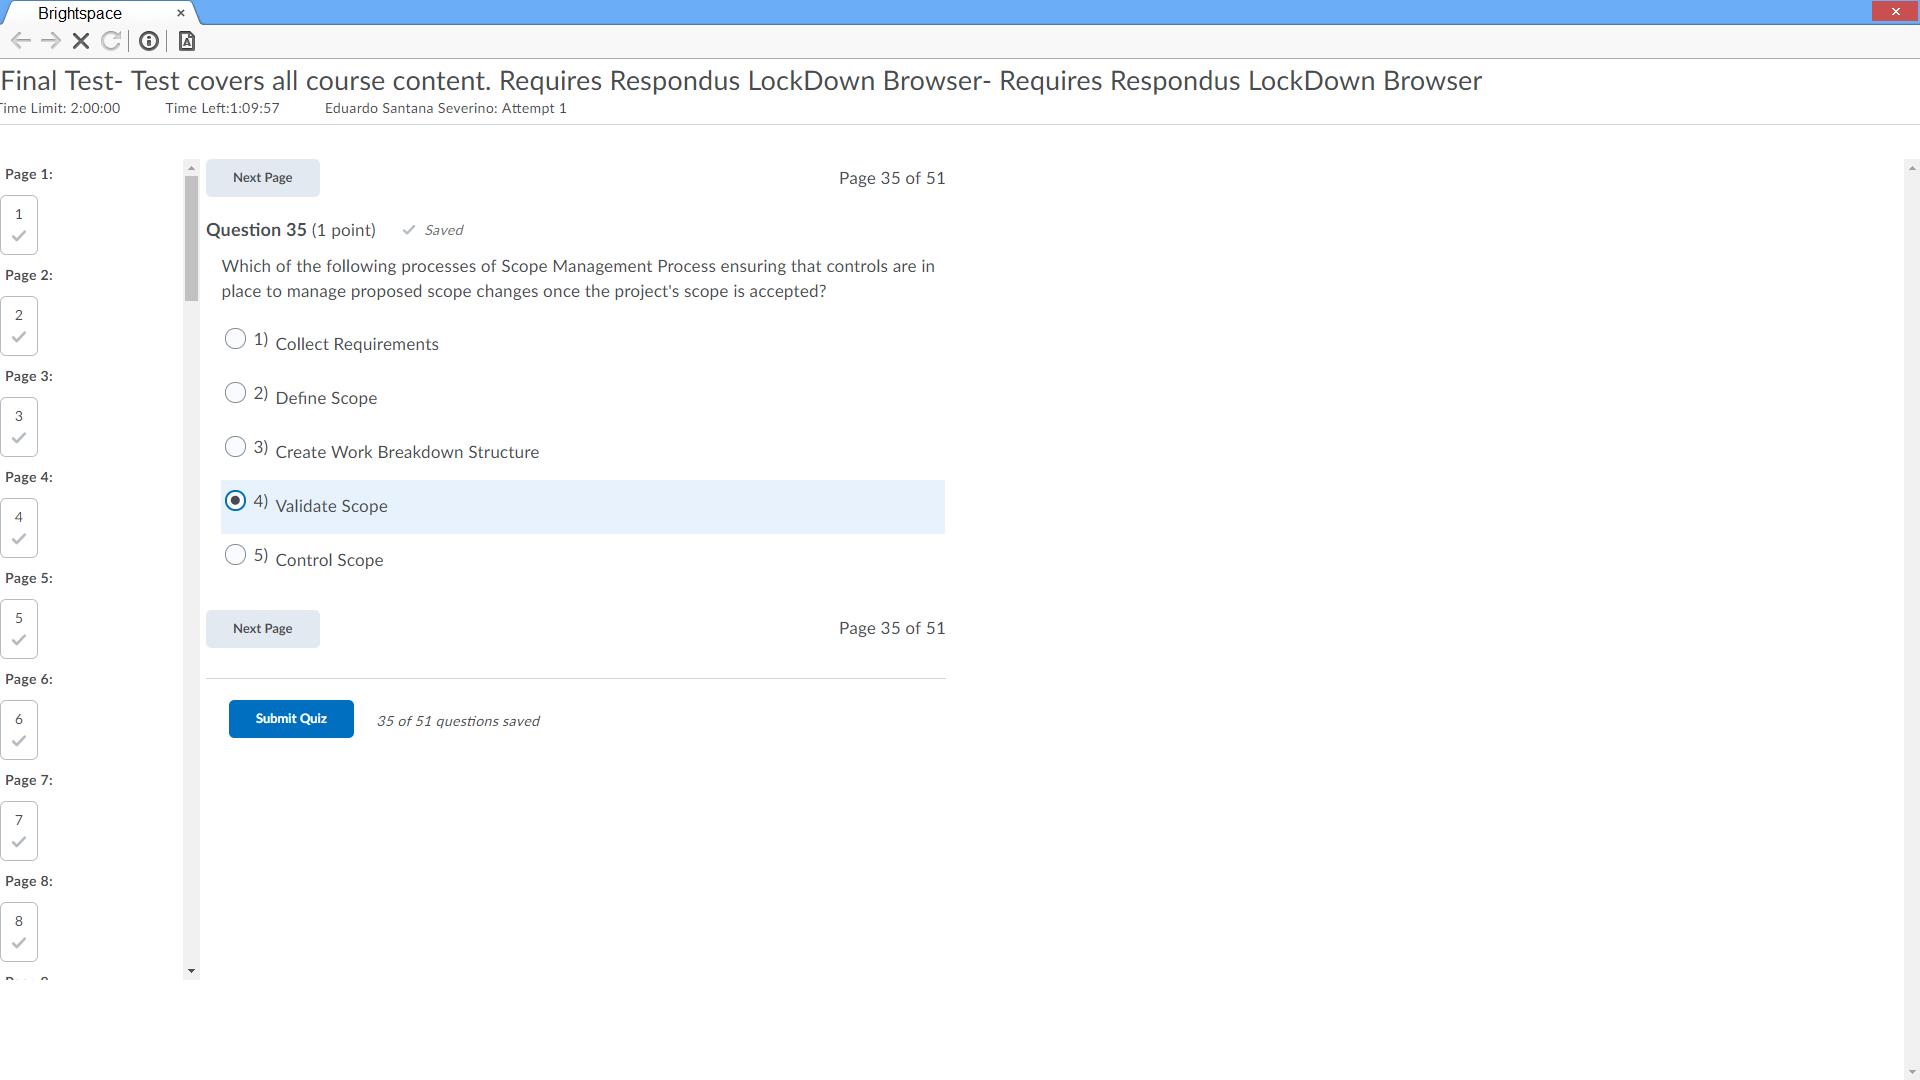 Brightspace
Final Test- Test covers all course content. Requires Respondus LockDown Browser- Requires Respondus LockDown Browser
Time Limit: 2:00:00 Time Left:1:09:57 Eduardo Santana Severino: Attempt 1
Page 1:
1
Page 2:
2
Page 3:
3
Page 4:
4
Page 5:
5
Page 6:
6
Page 7:
7
Page 8:
8
Next Page Page 35 of 51
Question 35 (1 point) Saved
Which of the following processes of Scope Management Process ensuring that controls are in
place to manage proposed scope changes once the project's scope is accepted?
1) Collect Requirements
2) Define Scope
3) Create Work Breakdown Structure
4) Validate Scope
5) Control Scope
Next Page Page 35 of 51
Submit Quiz 35 of 51 questions saved